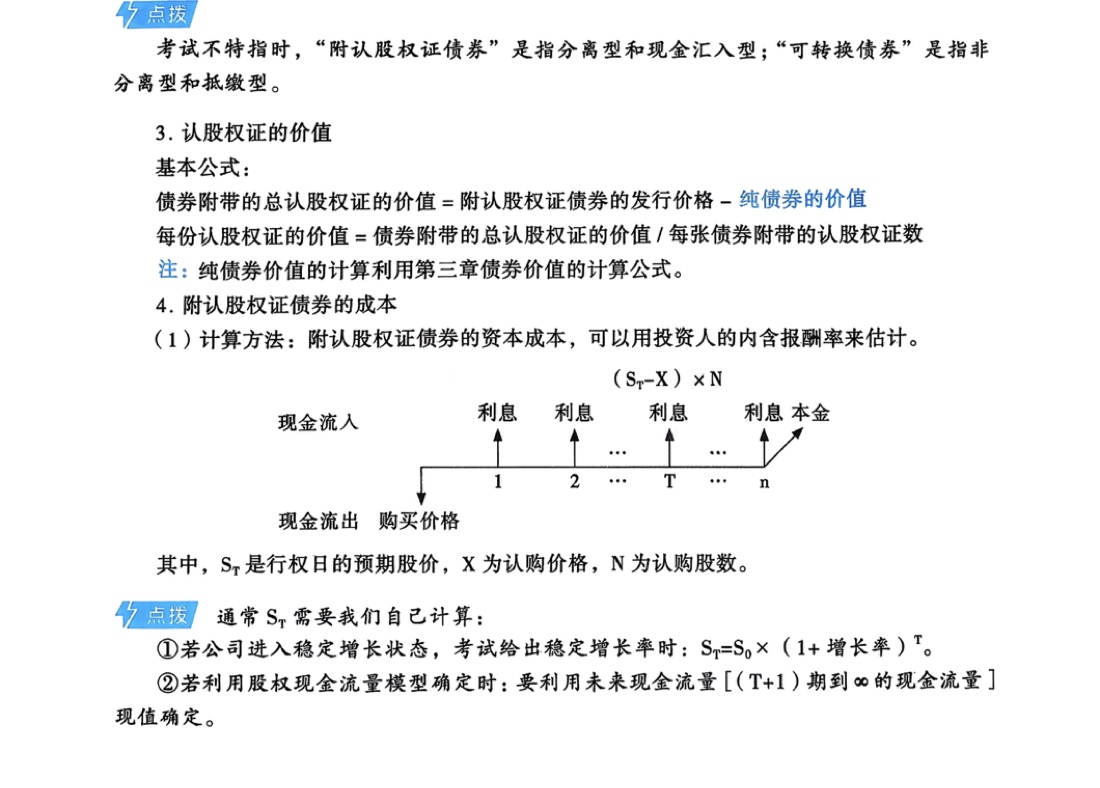 点拨
考试不特指时，“附认股权证债券”是指分离型和现金汇入型；“可转换债券”是指非
分离型和抵缴型。
3. 认股权证的价值
基本公式：
债券附带的总认股权证的价值 = 附认股权证债券的发行价格 - 纯债券的价值
每份认股权证的价值 = 债券附带的总认股权证的价值 / 每张债券附带的认股权证数
注：纯债券价值的计算利用第三章债券价值的计算公式。
4. 附认股权证债券的成本
（1）计算方法：附认股权证债券的资本成本，可以用投资人的内含报酬率来估计。
（S_T-X）× N
现金流入 利息 利息 利息 利息 本金
… …
1 2 … T … n
现金流出 购买价格
其中，S_T 是行权日的预期股价，X 为认购价格，N 为认购股数。
点拨 通常 S_T 需要我们自己计算：
①若公司进入稳定增长状态，考试给出稳定增长率时：S_T=S_0×（1+ 增长率）^T。
②若利用股权现金流量模型确定时：要利用未来现金流量 [（T+1）期到 ∞ 的现金流量 ]
现值确定。